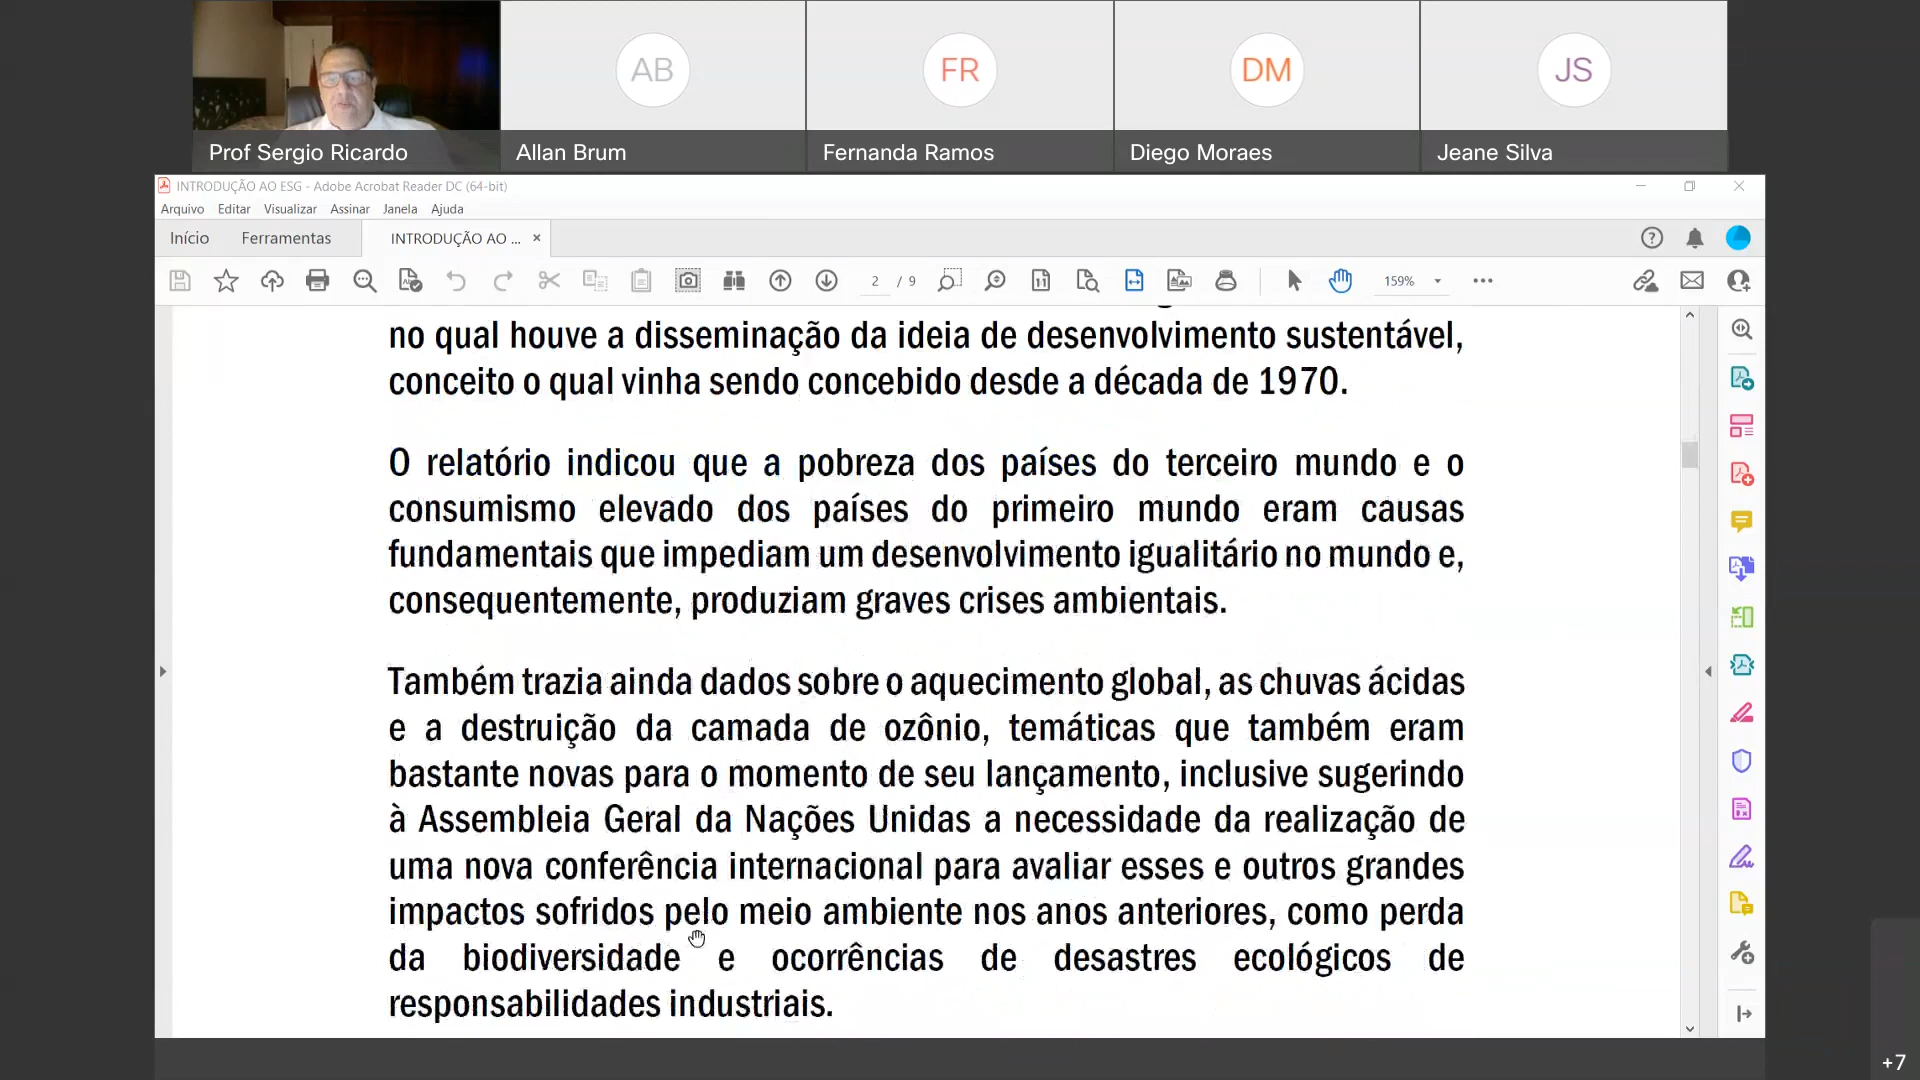 AB
FR
DM
JS
Prof Sergio Ricardo
Allan Brum
Fernanda Ramos
Diego Moraes
Jeane Silva
INTRODUÇÃO AO ESG - Adobe Acrobat Reader DC (64-bit)
Arquivo Editar Visualizar Assinar Janela Ajuda
Início Ferramentas INTRODUÇÃO AO ... ×
2 / 9 159%
no qual houve a disseminação da ideia de desenvolvimento sustentável,
conceito o qual vinha sendo concebido desde a década de 1970.
O relatório indicou que a pobreza dos países do terceiro mundo e o
consumismo elevado dos países do primeiro mundo eram causas
fundamentais que impediam um desenvolvimento igualitário no mundo e,
consequentemente, produziam graves crises ambientais.
Também trazia ainda dados sobre o aquecimento global, as chuvas ácidas
e a destruição da camada de ozônio, temáticas que também eram
bastante novas para o momento de seu lançamento, inclusive sugerindo
à Assembleia Geral da Nações Unidas a necessidade da realização de
uma nova conferência internacional para avaliar esses e outros grandes
impactos sofridos pelo meio ambiente nos anos anteriores, como perda
da biodiversidade e ocorrências de desastres ecológicos de
responsabilidades industriais.
+7